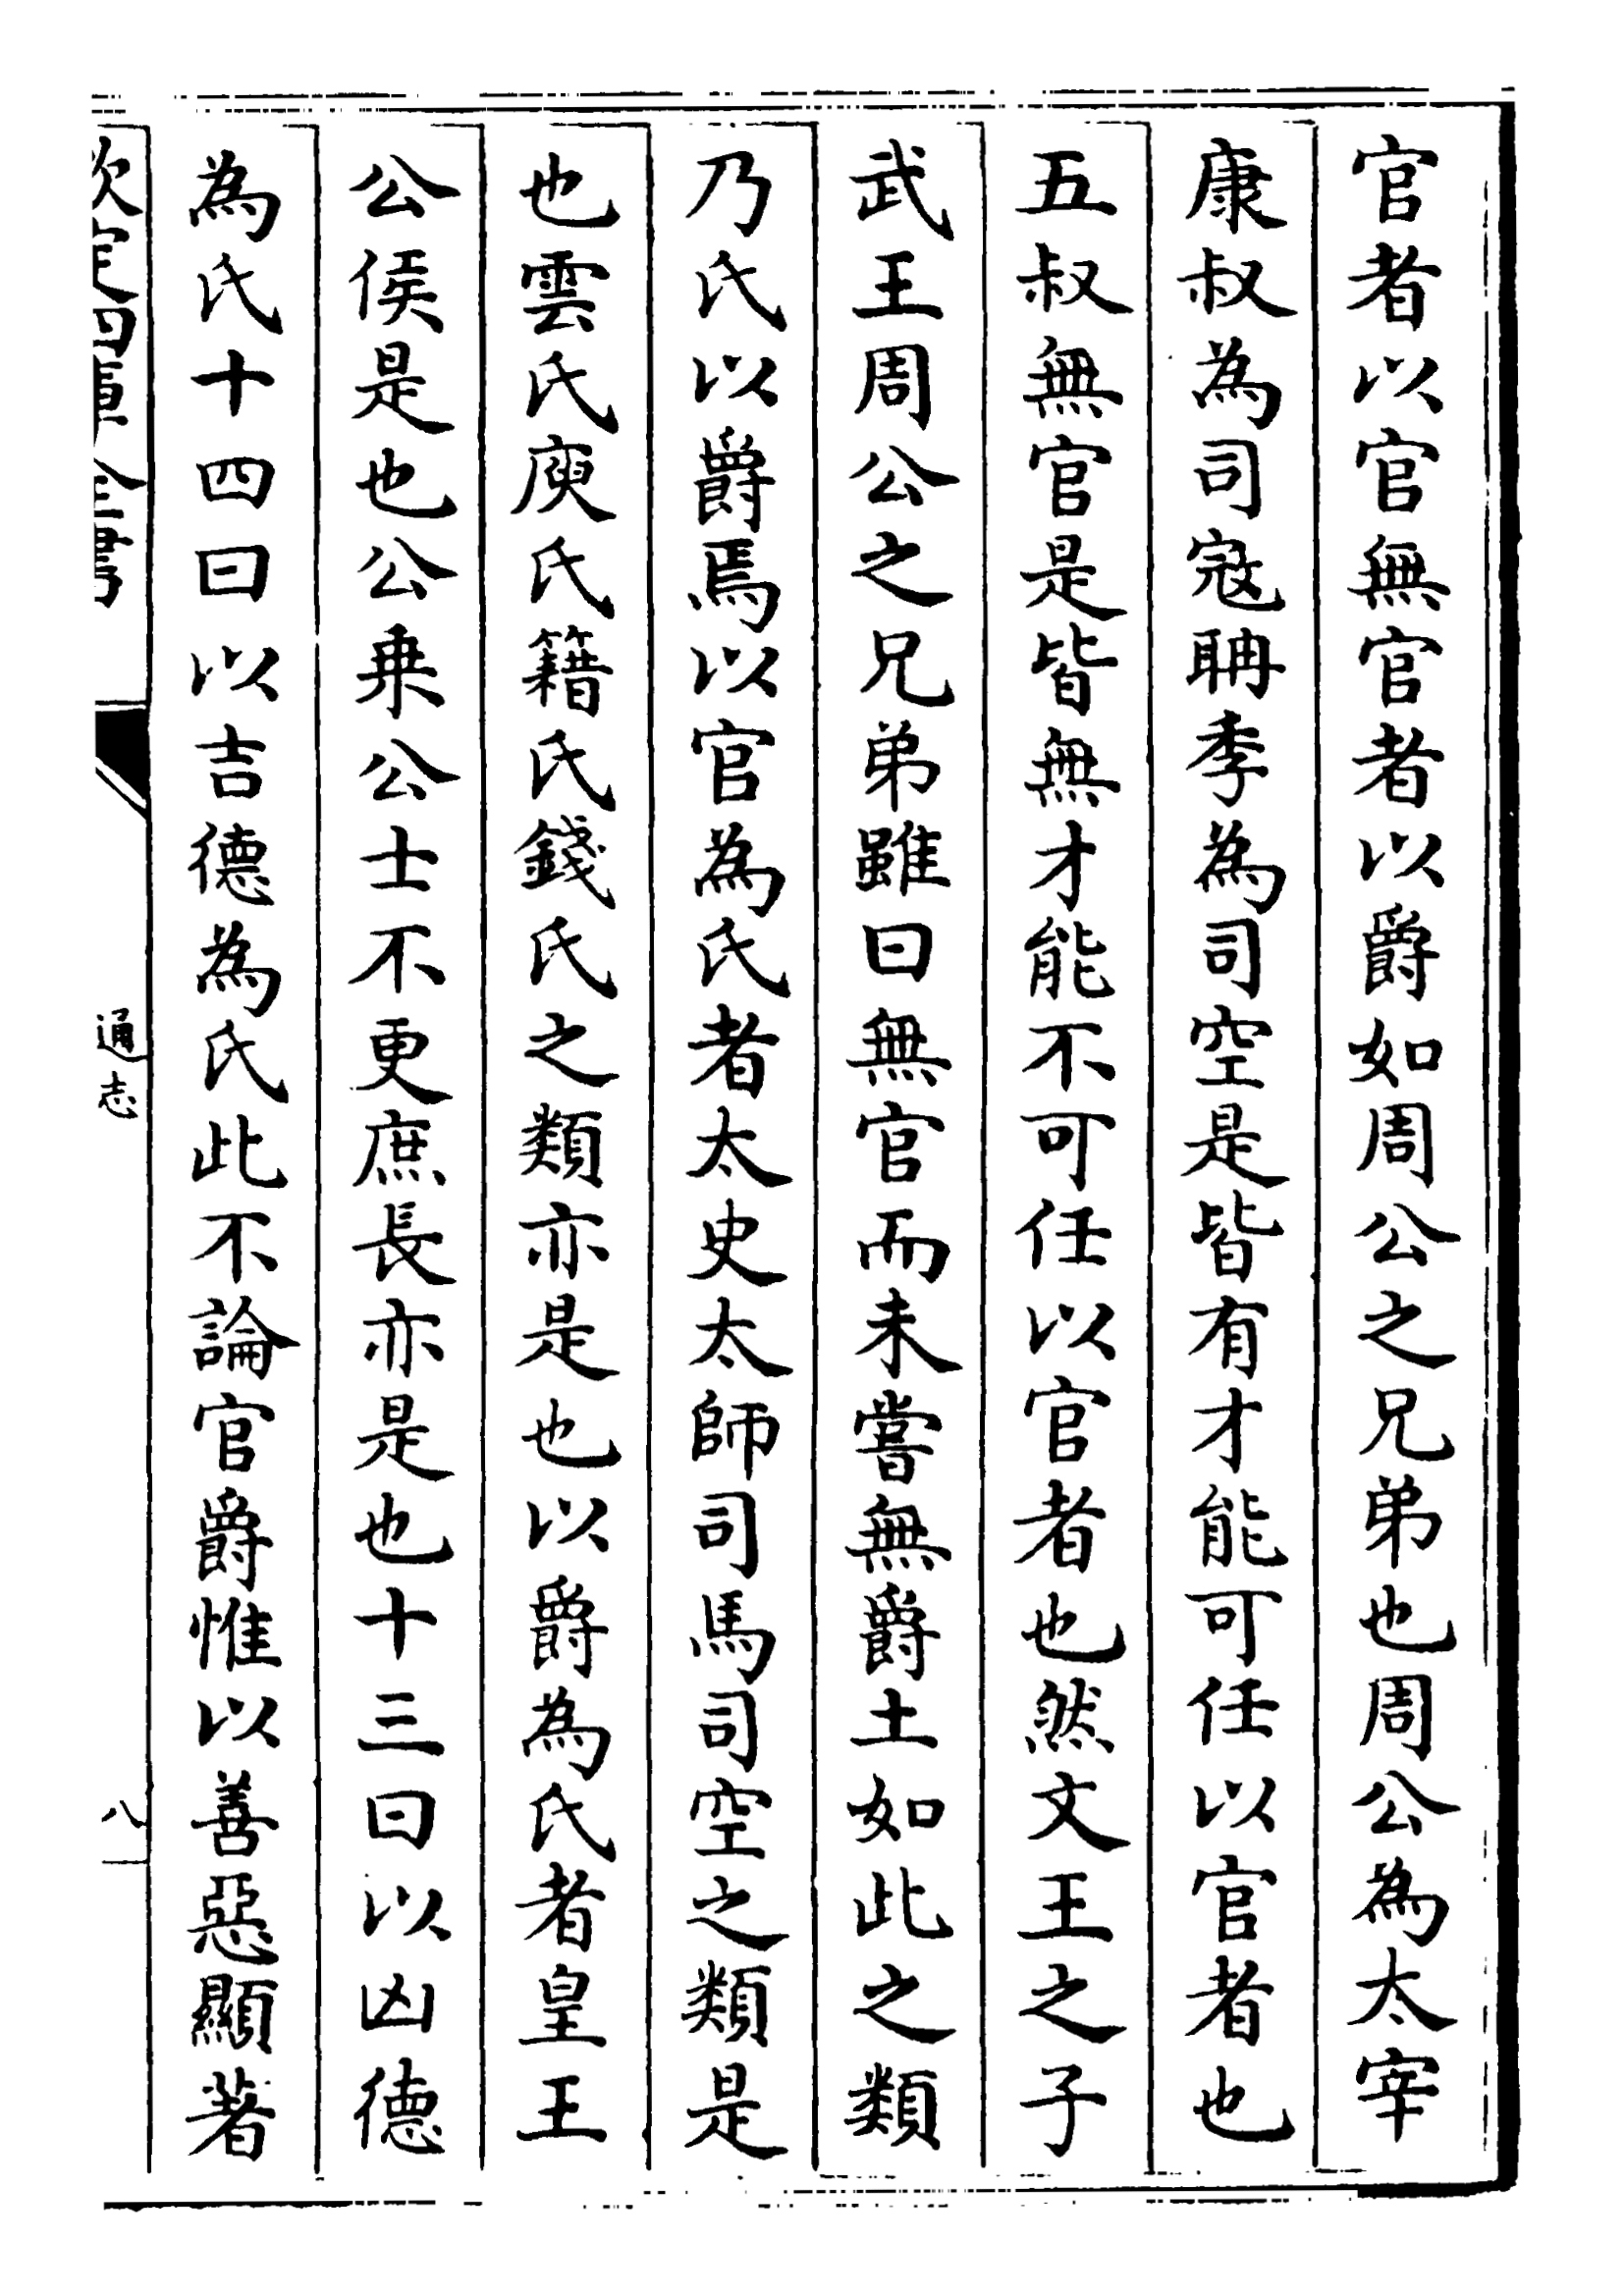 官者以官無官者以爵如周公之兄弟也周公為太宰
康叔為司寇聃季為司空是皆有才能可任以官者也
五叔無官是皆無才能不可任以官者也然文王之子
武王周公之兄弟雖曰無官而未嘗無爵土如此之類
乃氏以爵焉以官為氏者太史太師司馬司空之類是
也雲氏庾氏籍氏錢氏之類亦是也以爵為氏者皇王
公侯是也公乗公士不更庶長亦是也十三曰以凶德
為氏十四曰以吉德為氏此不論官爵惟以善惡顯著
欽定四庫全書
通志
八